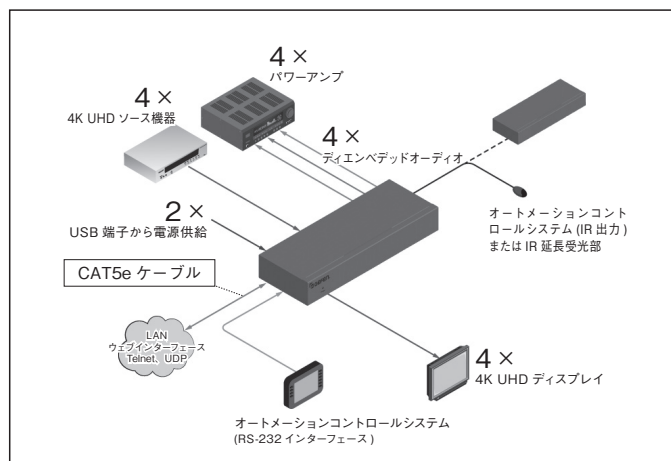 4×
パワーアンプ
4×
4K UHD ソース機器
4×
ディエンベデッドオーディオ
2×
USB 端子から電源供給
オートメーションコント
ロールシステム (IR 出力 )
または IR 延長受光部
CAT5e ケーブル
LAN
ウェブインターフェース
Telnet、UDP
4×
4K UHD ディスプレイ
オートメーションコントロールシステム
(RS-232 インターフェース )